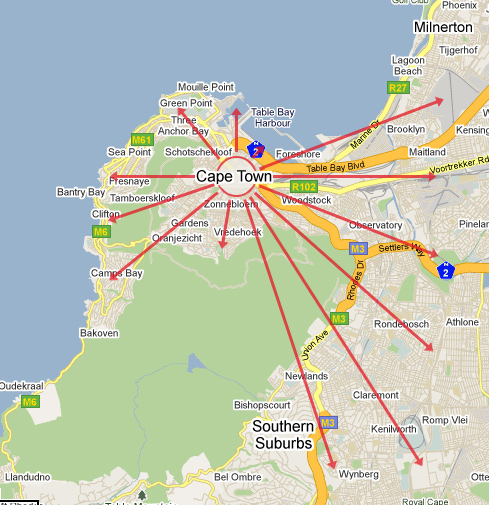 Golf Club
Milnerton
Tijgerhof
Lagoon
Beach
R27
Mouille Point
Green Point
Table Bay
Harbour
Three
Anchor Bay
Marine Dr
Brooklyn
Kensing
M61
Sea Point
Schotschekloof
N
2
Foreshore
Maitland
Table Bay Blvd
Voortrekker Rd
Fresnaye
Cape Town
R102
Bantry Bay
Tamboerskloof
Zonnebloem
Woodstock
Clifton
Gardens
Observatory
Pinelan
M6
Oranjezicht
Vredehoek
M3
Settlers Wy
N
2
Camps Bay
Rhodes Dr
M3
Rondebosch
Athlone
Bakoven
Union Ave
Newlands
Oudekraal
M6
Claremont
Bishopscourt
Romp Vlei
Southern
Suburbs
M3
Kenilworth
Llandudno
Bel Ombre
Wynberg
Otte
Royal Cape